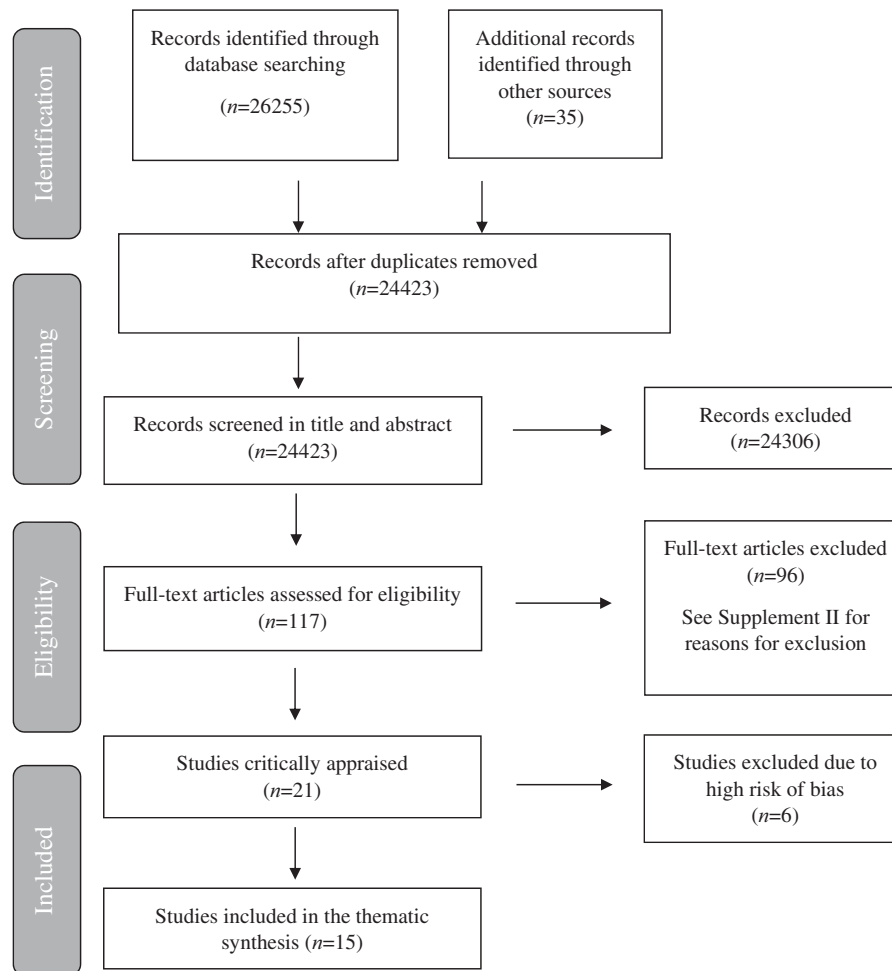 Identification
Records identified through
database searching
(n=26255)
Additional records
identified through
other sources
(n=35)
Records after duplicates removed
(n=24423)
Screening
Records screened in title and abstract
(n=24423)
Records excluded
(n=24306)
Eligibility
Full-text articles assessed for eligibility
(n=117)
Full-text articles excluded
(n=96)
See Supplement II for
reasons for exclusion
Studies critically appraised
(n=21)
Studies excluded due to
high risk of bias
(n=6)
Included
Studies included in the thematic
synthesis (n=15)